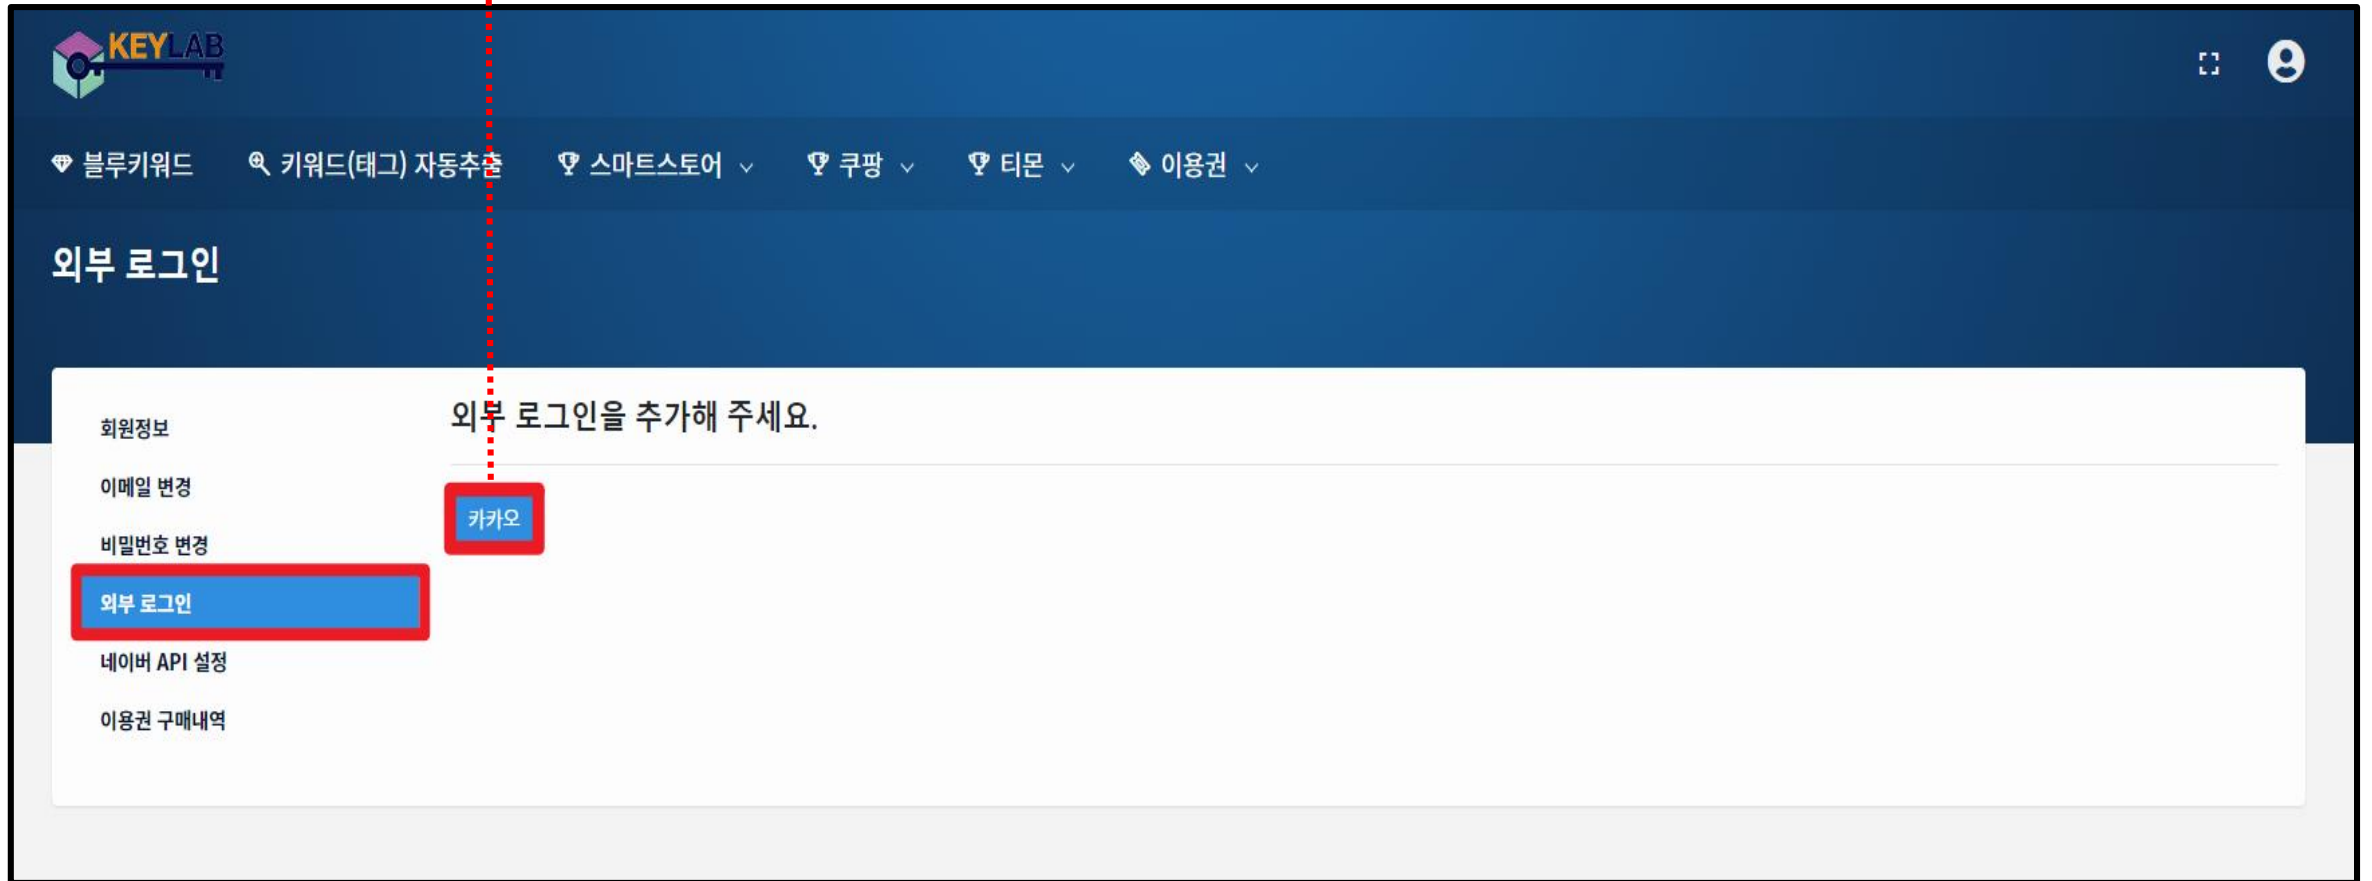 KEYLAB
블루키워드 키워드(태그) 자동추출 스마트스토어 쿠팡 티몬 이용권
외부 로그인
회원정보
이메일 변경
비밀번호 변경
외부 로그인
네이버 API 설정
이용권 구매내역
외부 로그인을 추가해 주세요.
카카오